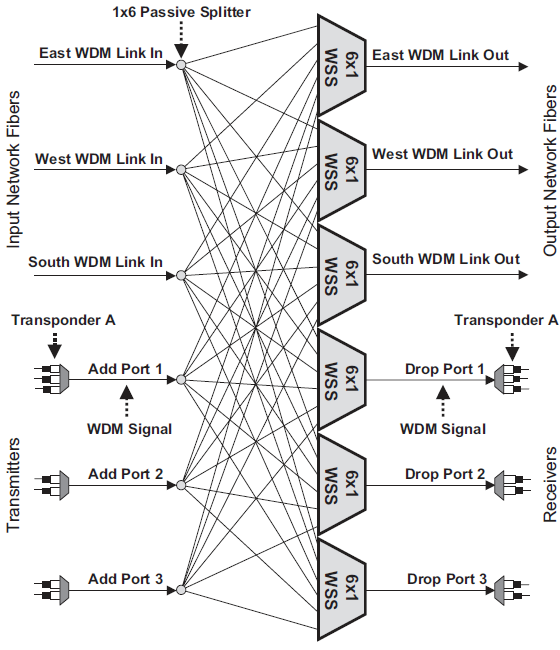 1x6 Passive Splitter
East WDM Link In
6x1
WSS
East WDM Link Out
Input Network Fibers
West WDM Link In
6x1
WSS
West WDM Link Out
Output Network Fibers
South WDM Link In
6x1
WSS
South WDM Link Out
Transponder A
Transponder A
Add Port 1
6x1
WSS
Drop Port 1
WDM Signal
WDM Signal
Transmitters
Add Port 2
6x1
WSS
Drop Port 2
Receivers
Add Port 3
6x1
WSS
Drop Port 3